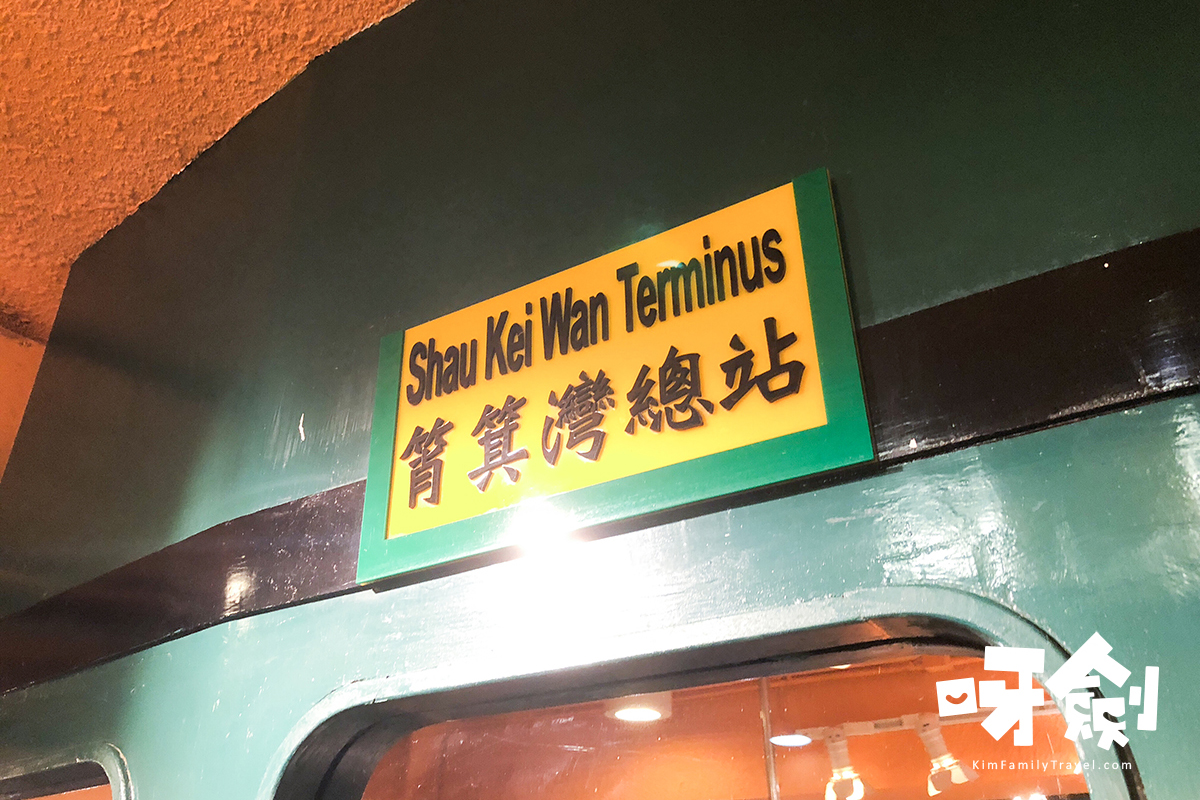 Shau Kei Wan Terminus
筲箕灣總站
呀劍
KimFamilyTravel.com